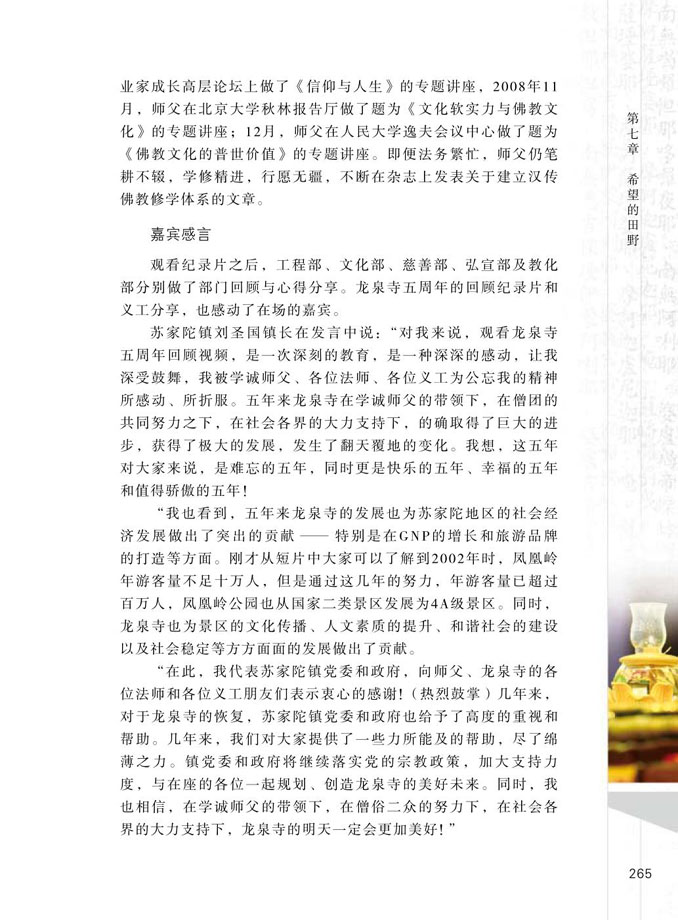 业家成长高层论坛上做了《信仰与人生》的专题讲座，2008年11
月，师父在北京大学秋林报告厅做了题为《文化软实力与佛教文
化》的专题讲座；12月，师父在人民大学逸夫会议中心做了题为
《佛教文化的普世价值》的专题讲座。即便法务繁忙，师父仍笔
耕不辍，学修精进，行愿无疆，不断在杂志上发表关于建立汉传
佛教修学体系的文章。
嘉宾感言
观看纪录片之后，工程部、文化部、慈善部、弘宣部及教化
部分别做了部门回顾与心得分享。龙泉寺五周年的回顾纪录片和
义工分享，也感动了在场的嘉宾。
苏家陀镇刘圣国镇长在发言中说：“对我来说，观看龙泉寺
五周年回顾视频，是一次深刻的教育，是一种深深的感动，让我
深受鼓舞，我被学诚师父、各位法师、各位义工为公忘我的精神
所感动、所折服。五年来龙泉寺在学诚师父的带领下，在僧团的
共同努力之下，在社会各界的大力支持下，的确取得了巨大的进
步，获得了极大的发展，发生了翻天覆地的变化。我想，这五年
对大家来说，是难忘的五年，同时更是快乐的五年、幸福的五年
和值得骄傲的五年！
“我也看到，五年来龙泉寺的发展也为苏家陀地区的社会经
济发展做出了突出的贡献——特别是在GNP的增长和旅游品牌
的打造等方面。刚才从短片中大家可以了解到2002年时，凤凰岭
年游客量不足十万人，但是通过这几年的努力，年游客量已超过
百万人，凤凰岭公园也从国家二类景区发展为4A级景区。同时，
龙泉寺也为景区的文化传播、人文素质的提升、和谐社会的建设
以及社会稳定等方方面面的发展做出了贡献。
“在此，我代表苏家陀镇党委和政府，向师父、龙泉寺的各
位法师和各位义工朋友们表示衷心的感谢！（热烈鼓掌）几年来，
对于龙泉寺的恢复，苏家陀镇党委和政府也给予了高度的重视和
帮助。几年来，我们对大家提供了一些力所能及的帮助，尽了绵
薄之力。镇党委和政府将继续落实党的宗教政策，加大支持力
度，与在座的各位一起规划、创造龙泉寺的美好未来。同时，我
也相信，在学诚师父的带领下，在僧俗二众的努力下，在社会各
界的大力支持下，龙泉寺的明天一定会更加美好！”
第七章 希望的田野
265